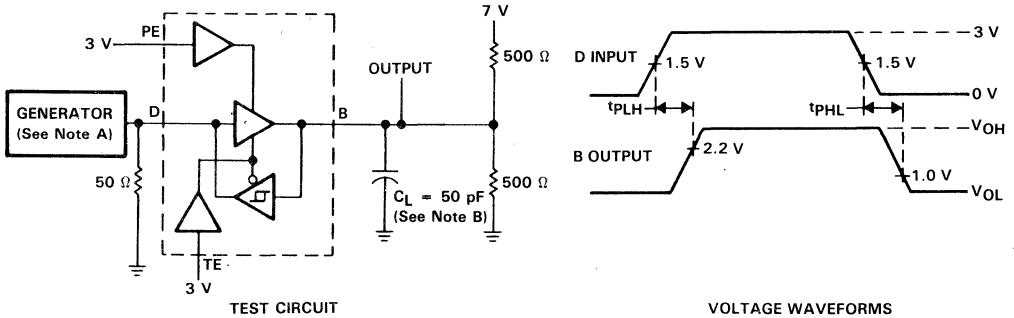 7 V
PE
3 V
500 Ω
OUTPUT
GENERATOR
(See Note A)
D
B
50 Ω
500 Ω
CL = 50 pF
(See Note B)
TE
3 V
TEST CIRCUIT
3 V
D INPUT
1.5 V
1.5 V
0 V
tPLH
tPHL
VOH
B OUTPUT
2.2 V
1.0 V
VOL
VOLTAGE WAVEFORMS